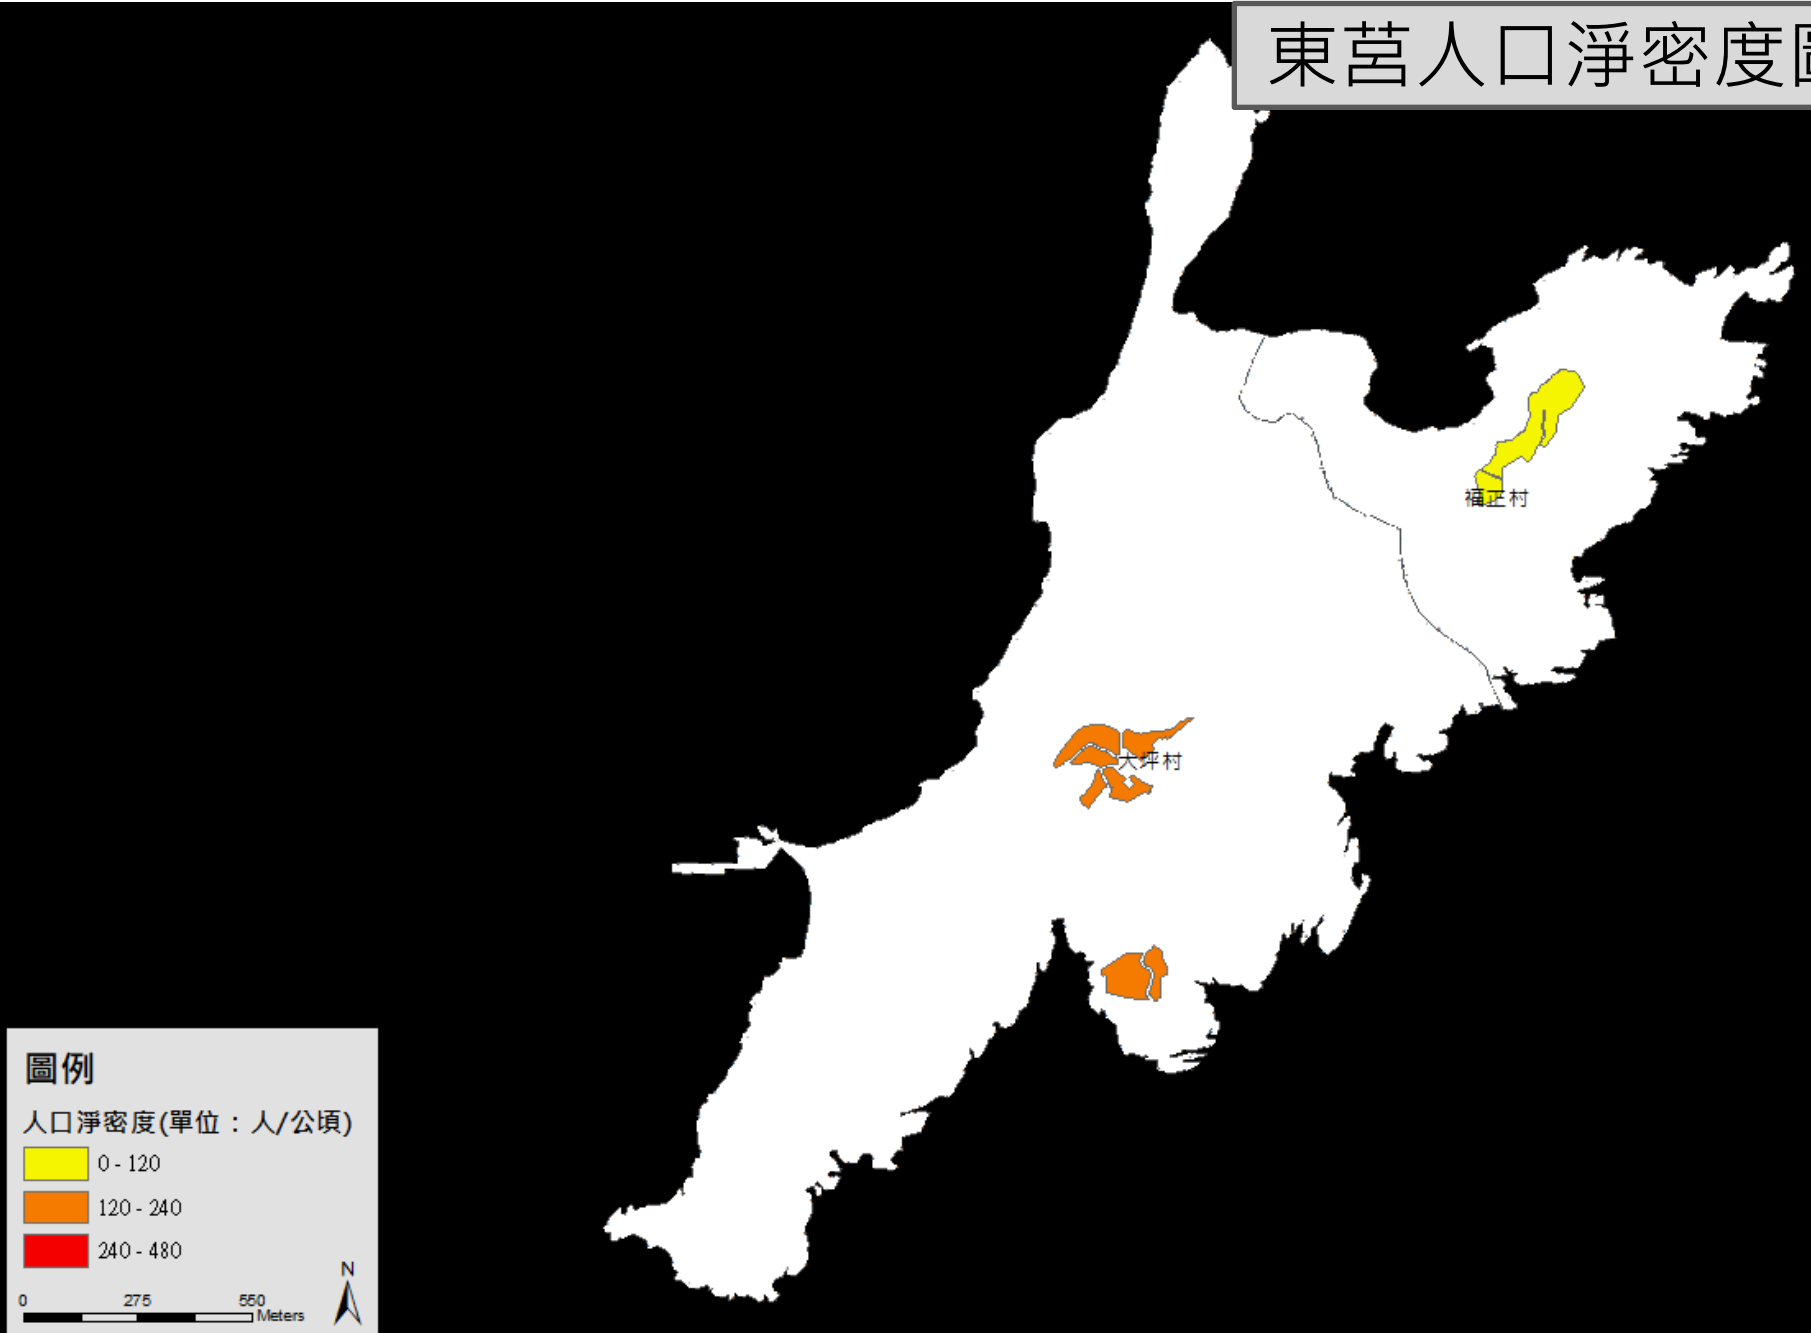 東莒人口淨密度圖
福正村
大坪村
圖例
人口淨密度(單位：人/公頃)
0 - 120
120 - 240
240 - 480
N
0 275 550
Meters